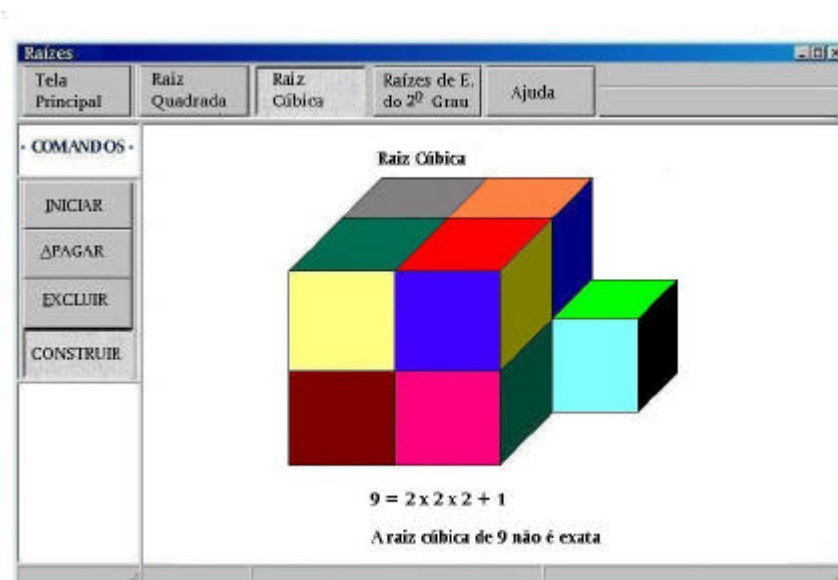 Raízes
Tela
Principal
Raiz
Quadrada
Raiz
Cúbica
Raízes de E.
do 2º Grau
Ajuda
- COMANDOS -
INICIAR
APAGAR
EXCLUIR
CONSTRUIR
Raiz Cúbica
9 = 2 x 2 x 2 + 1
A raiz cúbica de 9 não é exata